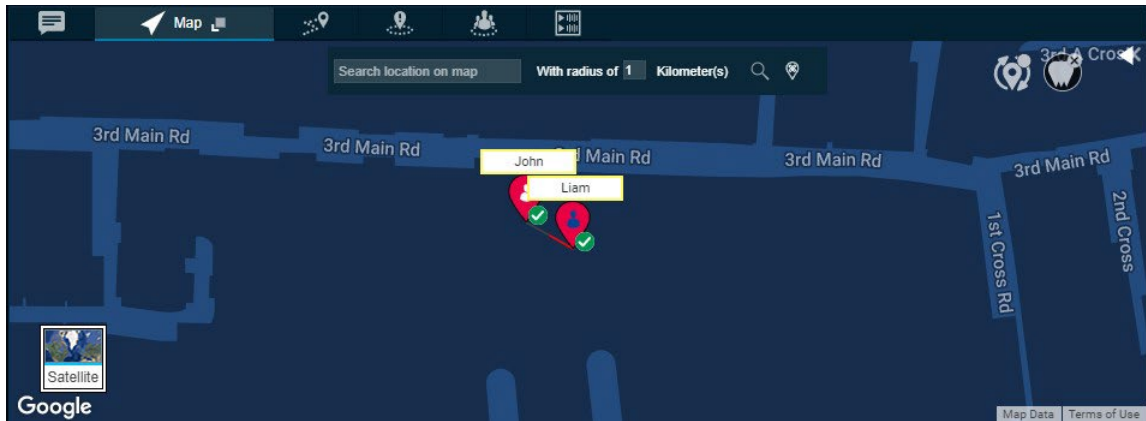 Map
Search location on map
With radius of 1 Kilometer(s)
3rd A Cross
3rd Main Rd
3rd Main Rd
Main Rd
3rd Main Rd
3rd Main Rd
John
Liam
1st Cross Rd
2nd Cross
Satellite
Google
Map Data
Terms of Use